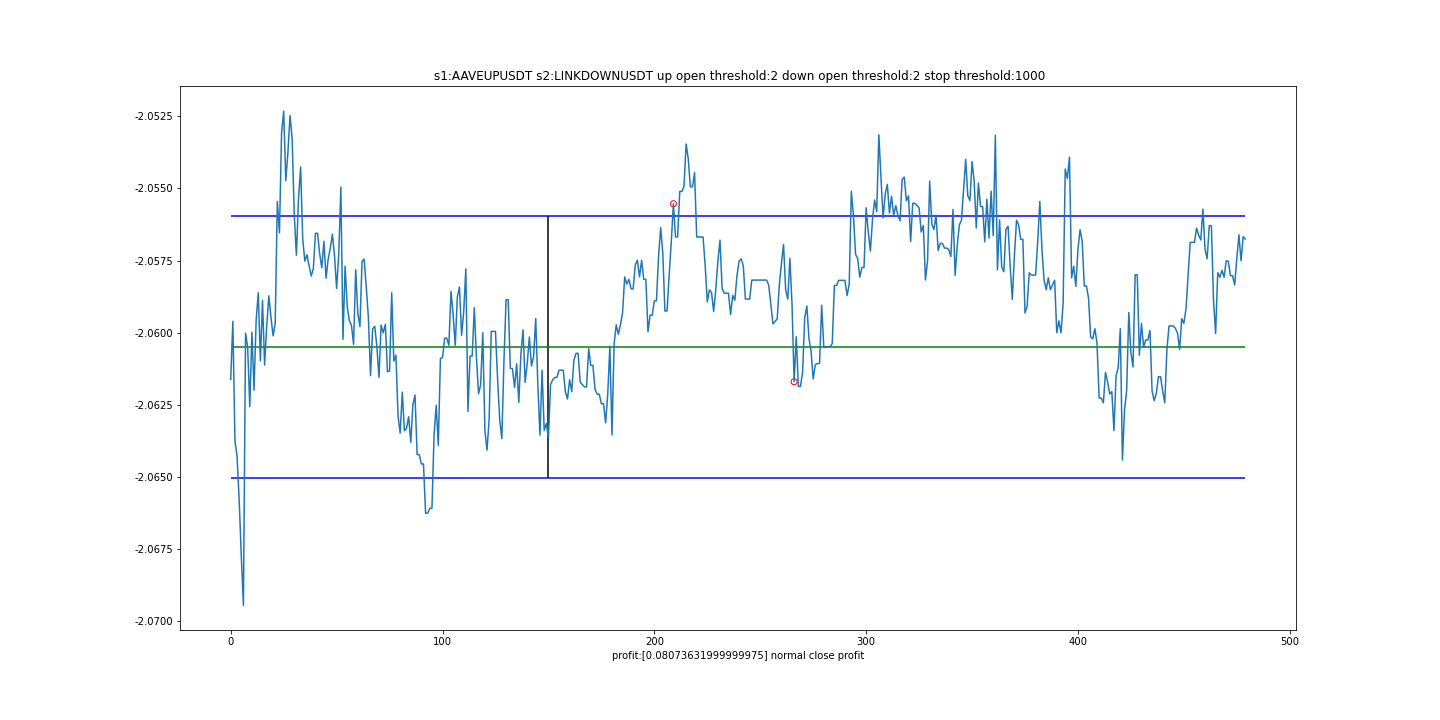 s1:AAVEUPUSDT s2:LINKDOWNUSDT up open threshold:2 down open threshold:2 stop threshold:1000
-2.0525
-2.0550
-2.0575
-2.0600
-2.0625
-2.0650
-2.0675
-2.0700
0 100 200 300 400 500
profit:[0.08073631999999975] normal close profit